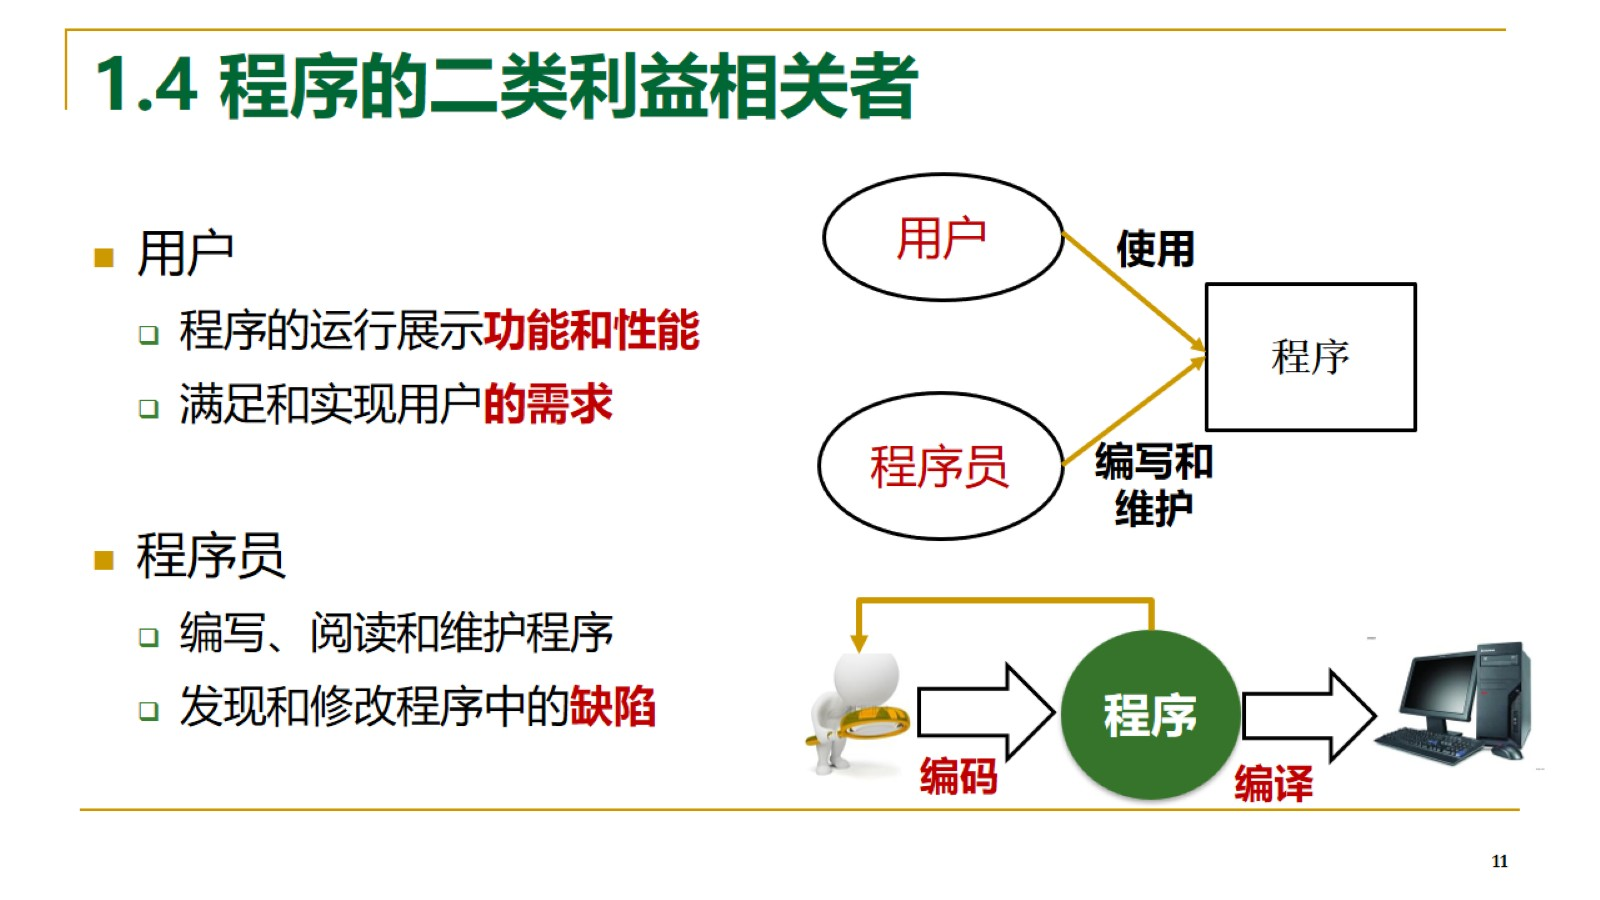 1.4 程序的二类利益相关者
用户
程序的运行展示功能和性能
满足和实现用户的需求
程序员
编写、阅读和维护程序
发现和修改程序中的缺陷
用户
使用
程序
程序员
编写和
维护
程序
编码
编译
11